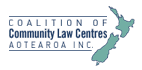 COALITION OF
Community Law Centres
AOTEAROA INC.